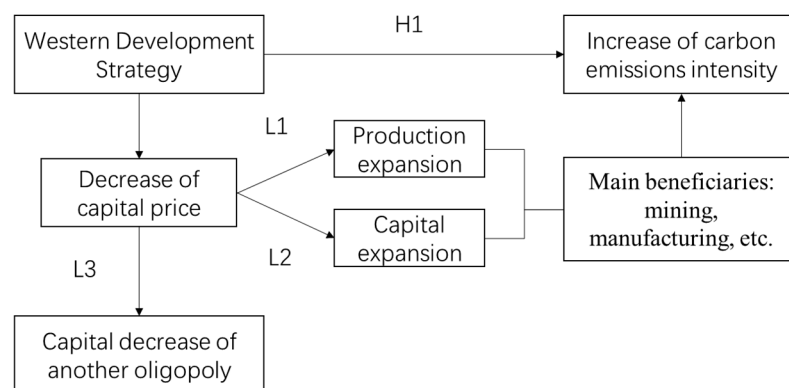 Western Development
Strategy
H1
Increase of carbon
emissions intensity
L1
Production
expansion
Decrease of
capital price
Main beneficiaries:
mining,
manufacturing, etc.
L2
Capital
expansion
L3
Capital decrease of
another oligopoly